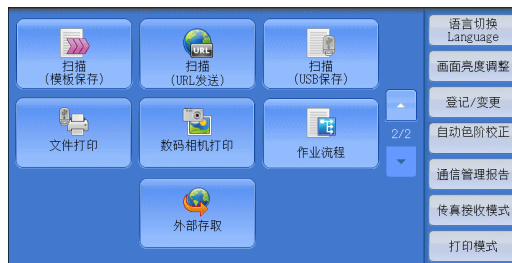 扫描
(模板保存)
URL
扫描
(URL发送)
扫描
(USB保存)
文件打印
数码相机打印
作业流程
外部存取
2/2
语言切换
Language
画面亮度调整
登记/变更
自动色阶校正
通信管理报告
传真接收模式
打印模式